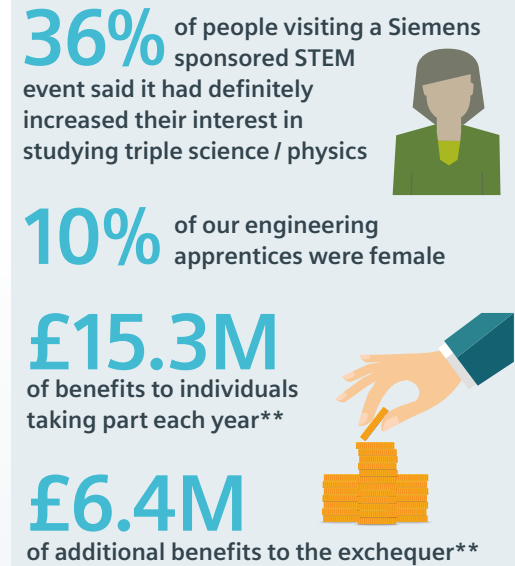 36% of people visiting a Siemens
sponsored STEM
event said it had definitely
increased their interest in
studying triple science / physics
10% of our engineering
apprentices were female
£15.3M
of benefits to individuals
taking part each year**
£6.4M
of additional benefits to the exchequer**